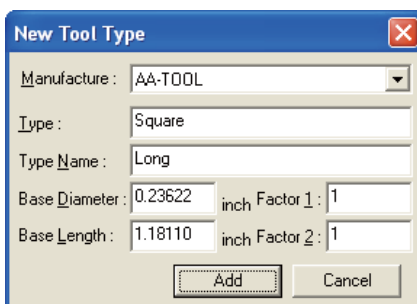 New Tool Type
Manufacture : AA-TOOL
Type : Square
Type Name : Long
Base Diameter : 0.23622 inch Factor 1 : 1
Base Length : 1.18110 inch Factor 2 : 1
Add Cancel